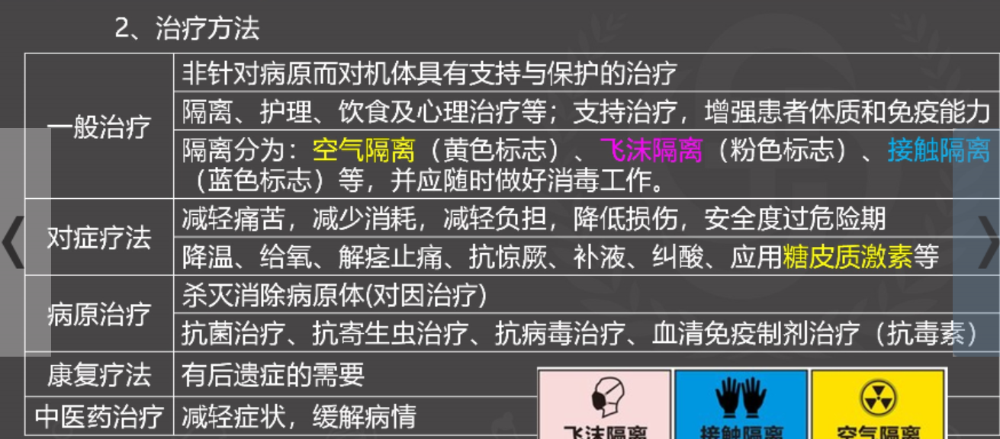 2、治疗方法
一般治疗
非针对病原而对机体具有支持与保护的治疗
隔离、护理、饮食及心理治疗等；支持治疗，增强患者体质和免疫能力
隔离分为：空气隔离（黄色标志）、飞沫隔离（粉色标志）、接触隔离
（蓝色标志）等，并应随时做好消毒工作。
对症疗法
减轻痛苦，减少消耗，减轻负担，降低损伤，安全度过危险期
降温、给氧、解痉止痛、抗惊厥、补液、纠酸、应用糖皮质激素等
病原治疗
杀灭消除病原体(对因治疗)
抗菌治疗、抗寄生虫治疗、抗病毒治疗、血清免疫制剂治疗（抗毒素）
康复疗法
有后遗症的需要
中医药治疗
减轻症状，缓解病情
飞沫隔离
接触隔离
空气隔离